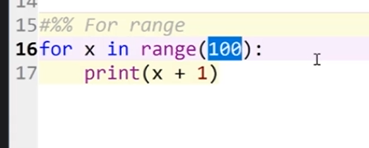 15 #%% For range
16 for x in range(100):
17     print(x + 1)